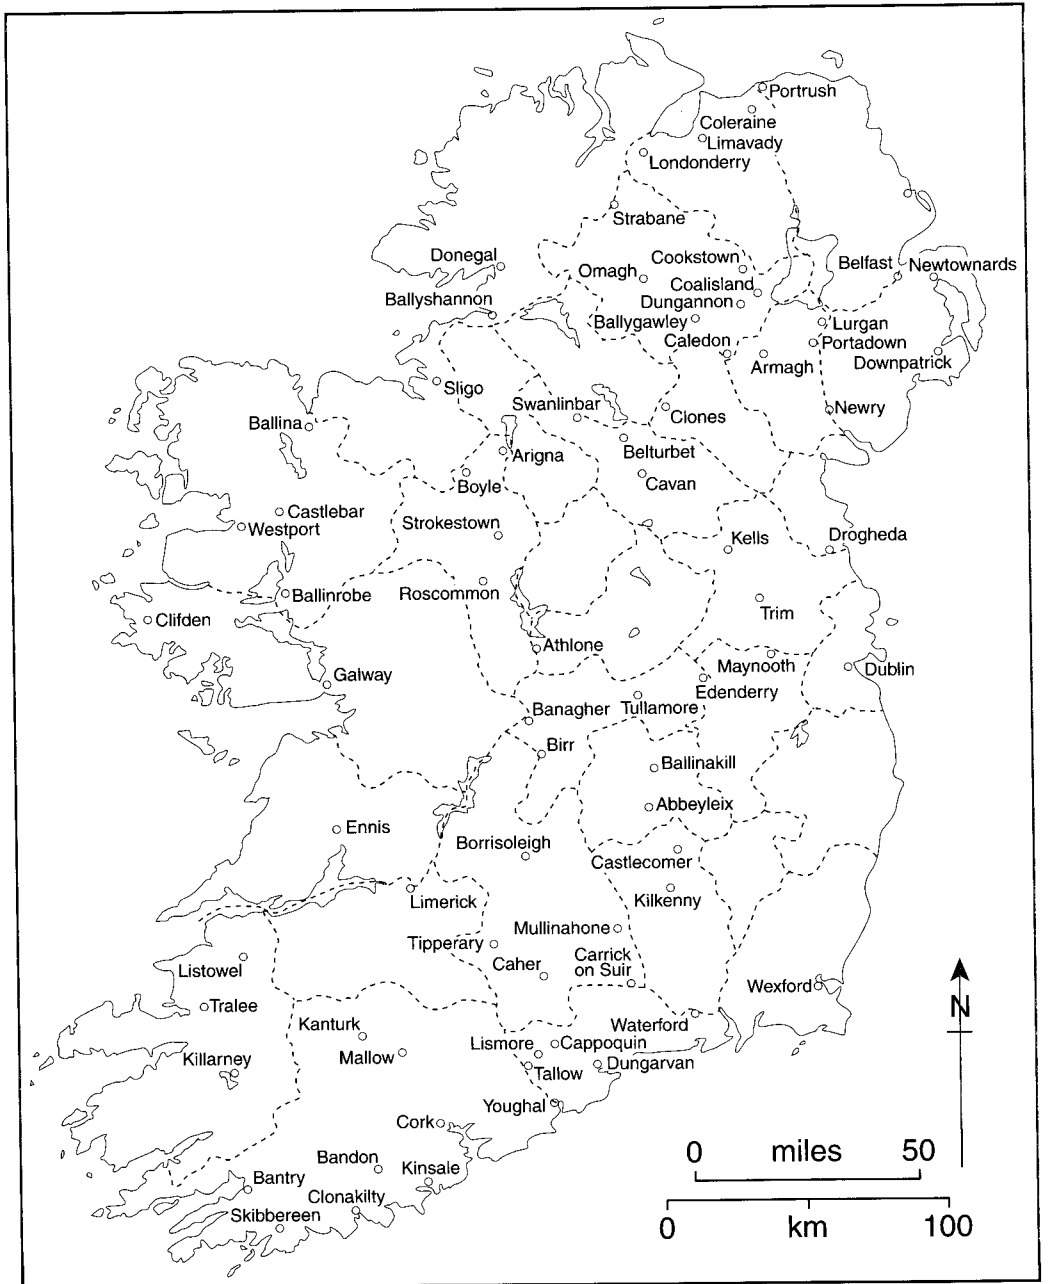 Portrush
Coleraine
Limavady
Londonderry
Strabane
Donegal
Cookstown
Omagh
Belfast
Newtownards
Coalisland
Ballyshannon
Dungannon
Ballygawley
Lurgan
Caledon
Portadown
Armagh
Downpatrick
Sligo
Swanlinbar
Clones
Newry
Ballina
Arigna
Belturbet
Boyle
Cavan
Castlebar
Strokestown
Westport
Kells
Drogheda
Ballinrobe
Roscommon
Trim
Clifden
Athlone
Maynooth
Dublin
Galway
Edenderry
Banagher
Tullamore
Birr
Ballinakill
Abbeyleix
Ennis
Borrisoleigh
Castlecomer
Limerick
Kilkenny
Mullinahone
Tipperary
Carrick
on Suir
Caher
Listowel
Wexford
Tralee
N
Kanturk
Waterford
Lismore
Cappoquin
Mallow
Killarney
Dungarvan
Tallow
Youghal
Cork
0 miles 50
Bandon
Kinsale
Bantry
Clonakilty
Skibbereen
0 km 100